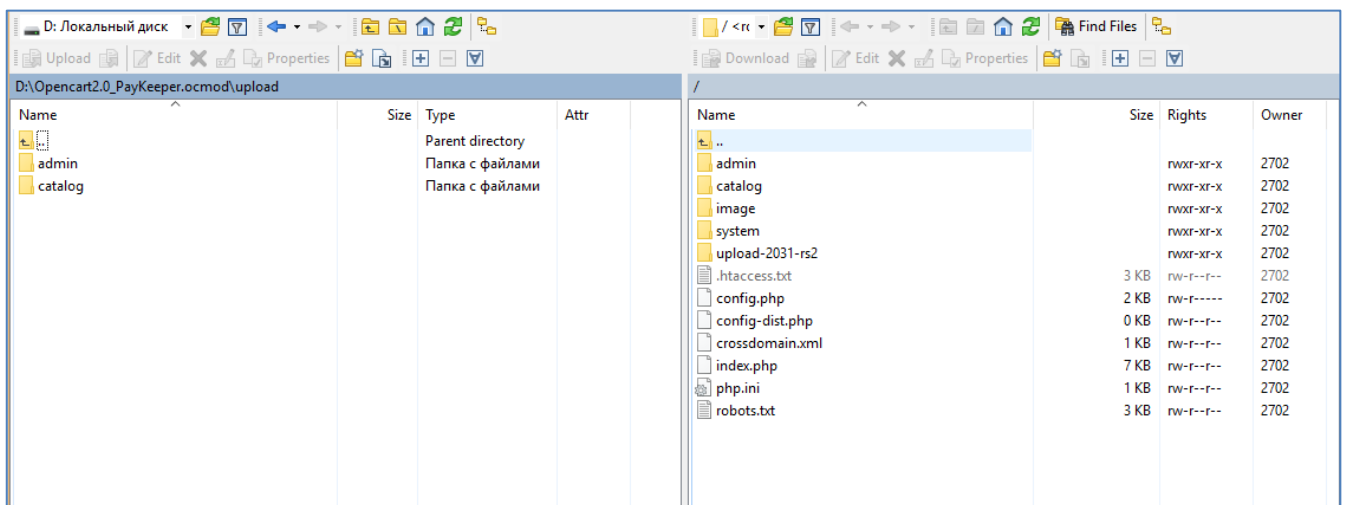 D: Локальный диск
Upload Edit Properties
D:\Opencart2.0_PayKeeper.ocmod\upload
Name Size Type Attr
.. Parent directory
admin Папка с файлами
catalog Папка с файлами
/ <ro Find Files
Download Edit Properties
/
Name Size Rights Owner
..
admin rwxr-xr-x 2702
catalog rwxr-xr-x 2702
image rwxr-xr-x 2702
system rwxr-xr-x 2702
upload-2031-rs2 rwxr-xr-x 2702
.htaccess.txt 3 KB rw-r--r-- 2702
config.php 2 KB rw-r----- 2702
config-dist.php 0 KB rw-r--r-- 2702
crossdomain.xml 1 KB rw-r--r-- 2702
index.php 7 KB rw-r--r-- 2702
php.ini 1 KB rw-r--r-- 2702
robots.txt 3 KB rw-r--r-- 2702